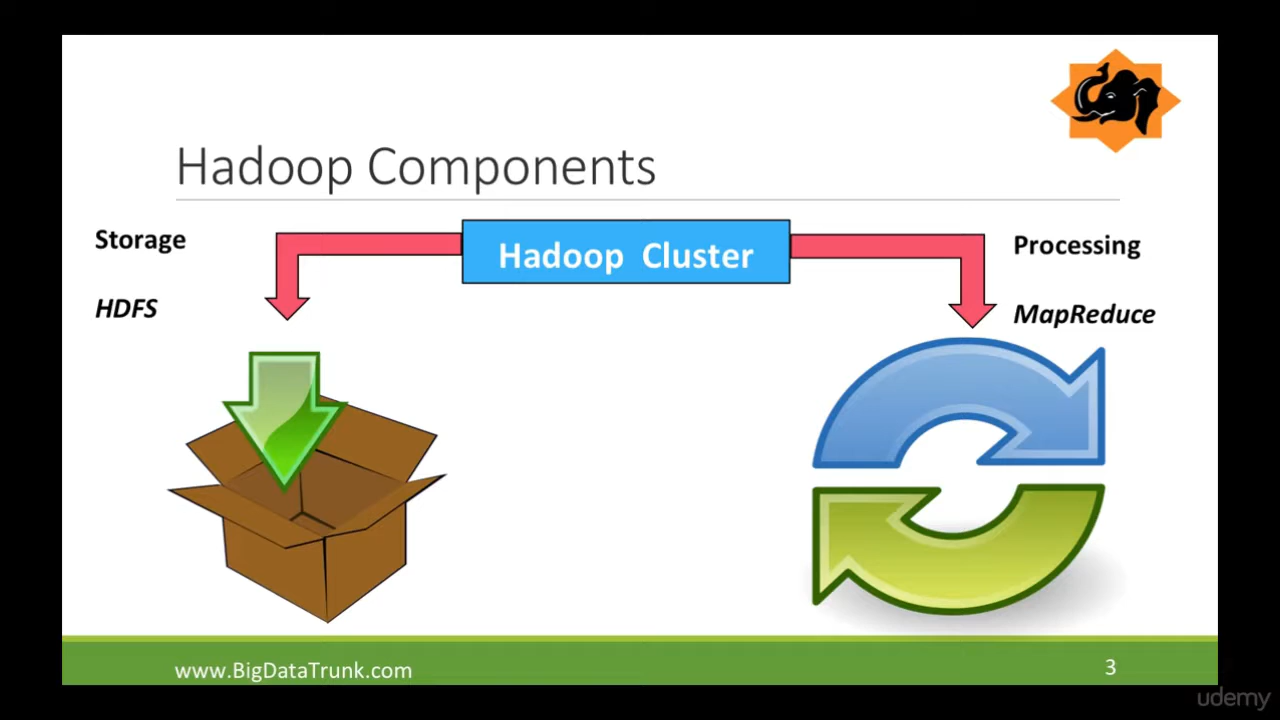 Hadoop Components
Storage
HDFS
Hadoop Cluster
Processing
MapReduce
www.BigDataTrunk.com
3
udemy